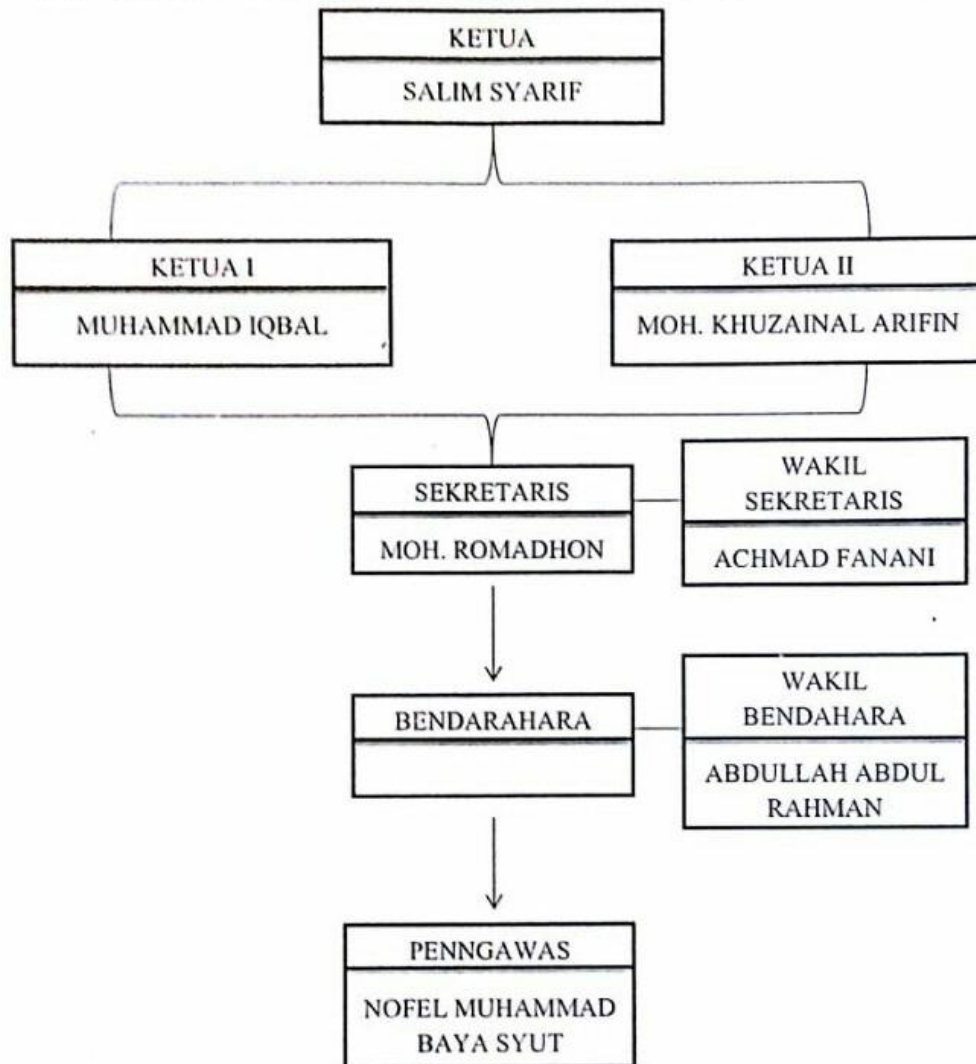 KETUA
SALIM SYARIF
KETUA I
MUHAMMAD IQBAL
KETUA II
MOH. KHUZAINAL ARIFIN
SEKRETARIS
MOH. ROMADHON
WAKIL
SEKRETARIS
ACHMAD FANANI
BENDARAHARA
WAKIL
BENDAHARA
ABDULLAH ABDUL
RAHMAN
PENNGAWAS
NOFEL MUHAMMAD
BAYA SYUT